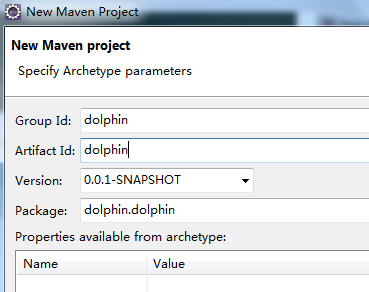 New Maven Project
New Maven project
Specify Archetype parameters
Group Id: dolphin
Artifact Id: dolphin
Version: 0.0.1-SNAPSHOT
Package: dolphin.dolphin
Properties available from archetype:
Name Value